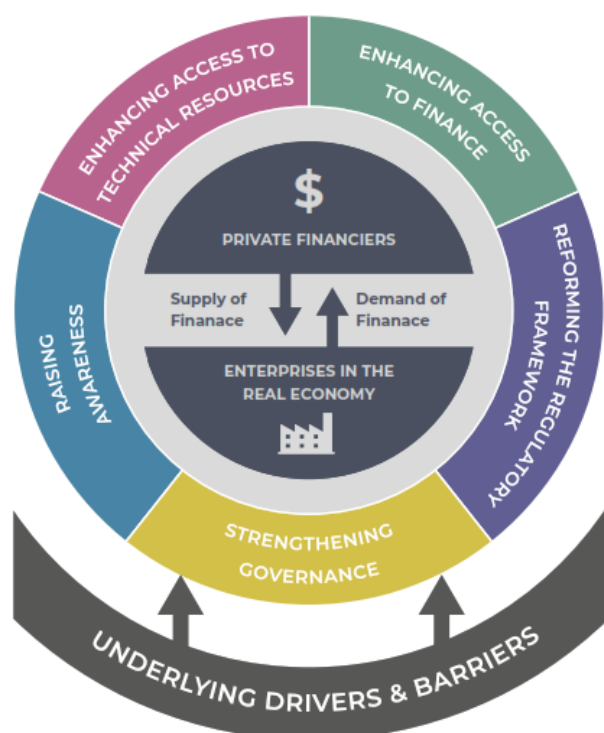 ENHANCING ACCESS TO
TECHNICAL RESOURCES
ENHANCING ACCESS
TO FINANCE
$
PRIVATE FINANCIERS
Supply of
Finanace
Demand of
Finanace
ENTERPRISES IN THE
REAL ECONOMY
RAISING
AWARENESS
REFORMING THE REGULATORY
FRAMEWORK
STRENGTHENING
GOVERNANCE
UNDERLYING DRIVERS & BARRIERS